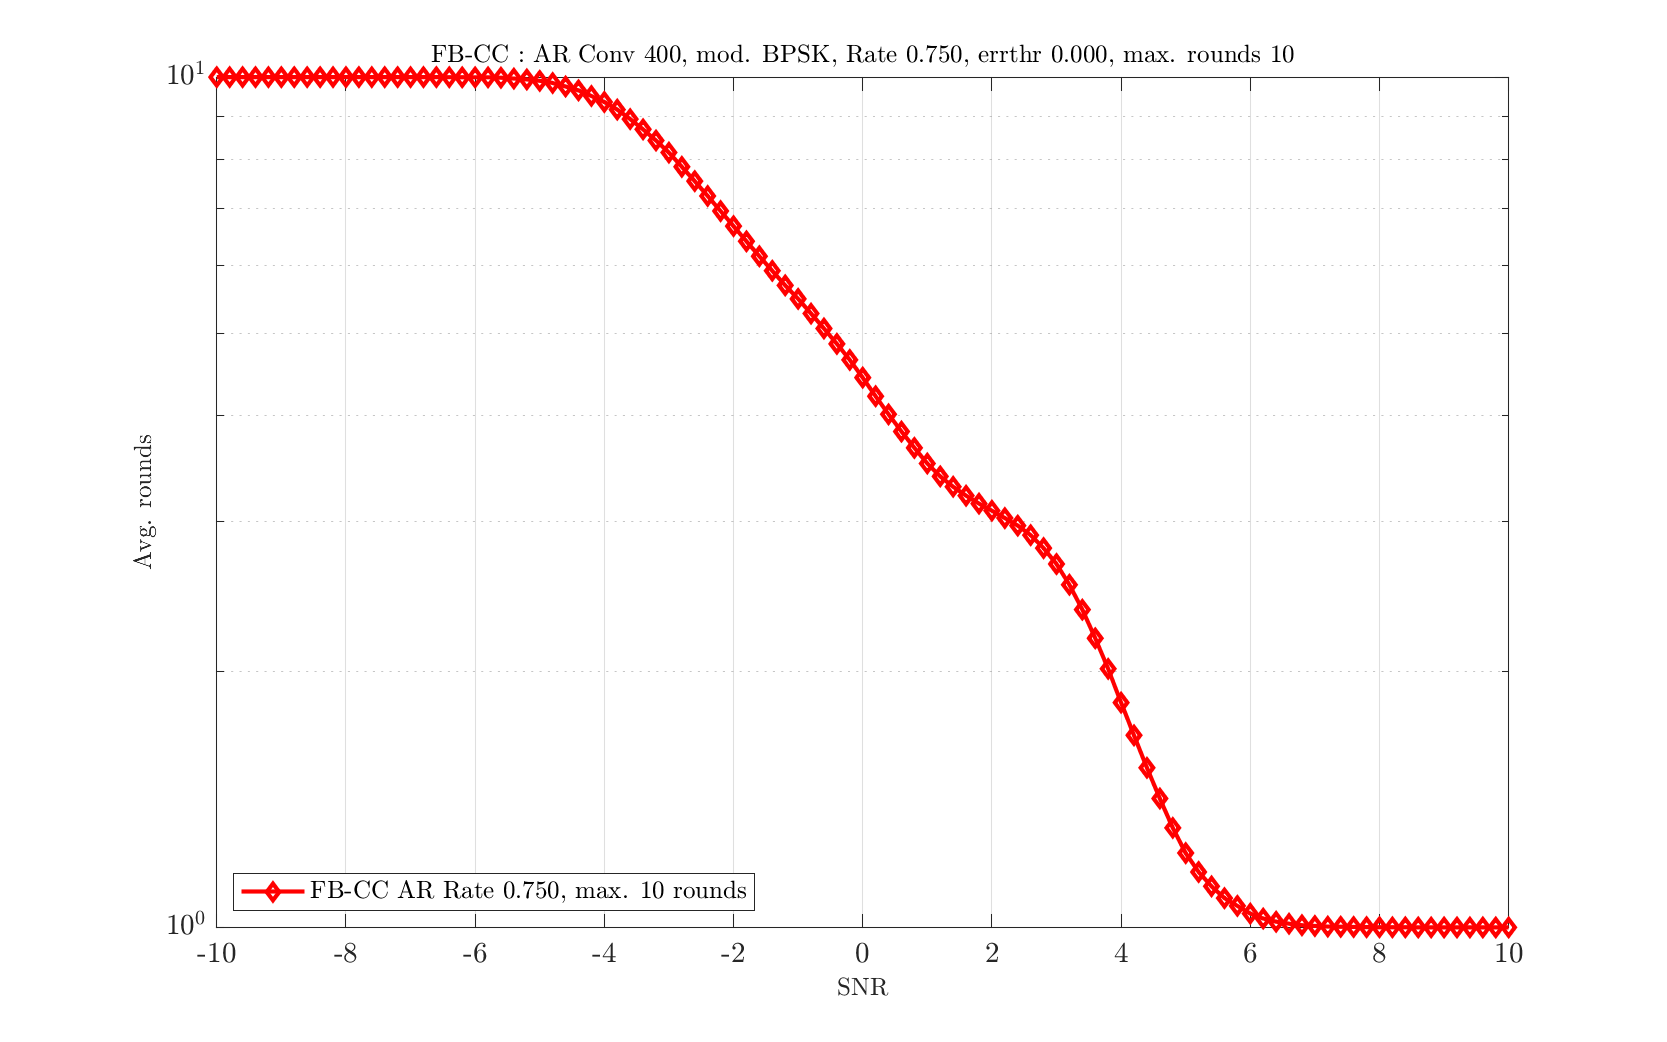 FB-CC : AR Conv 400, mod. BPSK, Rate 0.750, errthr 0.000, max. rounds 10
10^1
Avg. rounds
FB-CC AR Rate 0.750, max. 10 rounds
10^0
-10 -8 -6 -4 -2 0 2 4 6 8 10
SNR